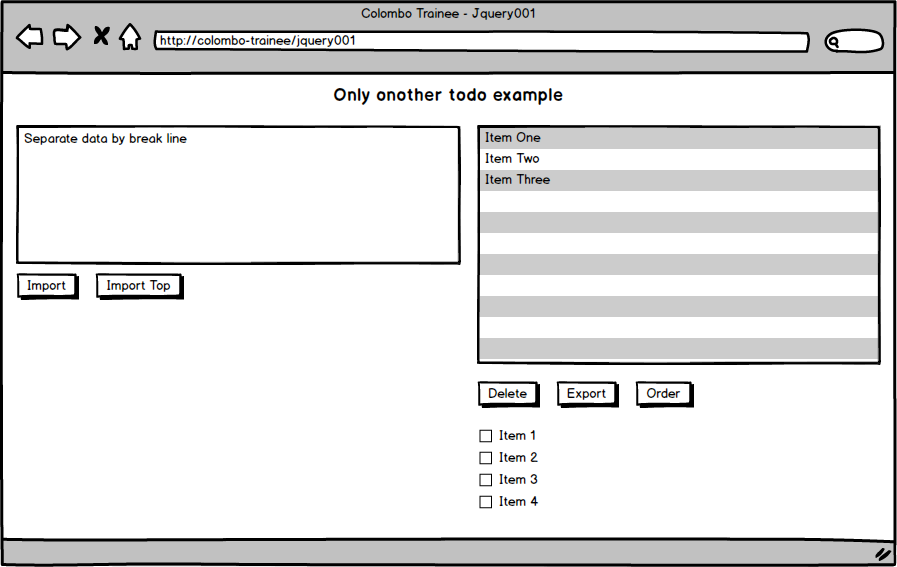 Colombo Trainee - Jquery001
http://colombo-trainee/jquery001
Only onother todo example
Separate data by break line
Import
Import Top
Item One
Item Two
Item Three
Delete
Export
Order
Item 1
Item 2
Item 3
Item 4